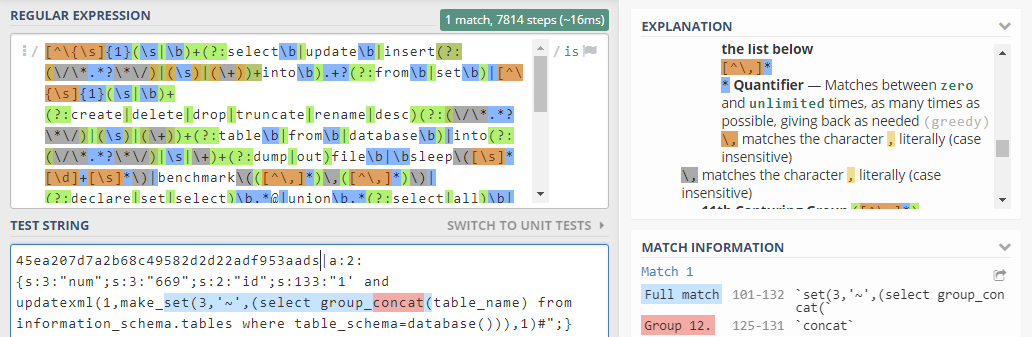 REGULAR EXPRESSION
1 match, 7814 steps (~16ms)
/ [^\{\s]{1}(\s|\b)+(?:select\b|update\b|insert(?:
(\/\*.*?\*\/)|(\s)|(\+))+into\b).+?(?:from\b|set\b)|[^\
{\s]{1}(\s|\b)+
(?:create|delete|drop|truncate|rename|desc)(?:(\/\*.*?
\*\/)|(\s)|(\+))+(?:table\b|from\b|database\b)|into(?:
(\/\*.*?\*\/)|\s|\+)+(?:dump|out)file\b|\bsleep\([\s]*
[\d]+[\s]*\)|benchmark\(([^\,]*)\,([^\,]*)\)|
(?:declare|set|select)\b.*@|union\b.*(?:select|all)\b|
/ is
TEST STRING
SWITCH TO UNIT TESTS
45ea207d7a2b68c49582d2d22adf953aads||a:2:
{s:3:"num";s:3:"669";s:2:"id";s:133:"1' and
updatexml(1,make_set(3,'~',(select group_concat(table_name) from
information_schema.tables where table_schema=database())),1)#";}
EXPLANATION
the list below
[^\,]*
* Quantifier — Matches between zero
and unlimited times, as many times as
possible, giving back as needed (greedy)
\, matches the character , literally (case
insensitive)
\, matches the character , literally (case
insensitive)
11th Capturing Group ([^\,]*)
MATCH INFORMATION
Match 1
Full match 101-132 `set(3,'~',(select group_con
cat(`
Group 12. 125-131 `concat`